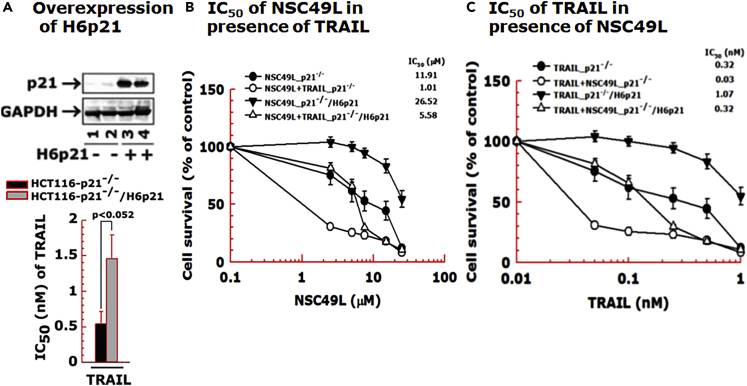 A Overexpression
of H6p21
p21
GAPDH
1 2 3 4
H6p21 - - + +
HCT116-p21-/-
HCT116-p21-/-/H6p21
p<0.052
IC50 (nM) of TRAIL
2
1.5
1
0.5
0
TRAIL
B IC50 of NSC49L in
presence of TRAIL
IC50 (μM)
NSC49L_p21-/- 11.91
NSC49L+TRAIL_p21-/- 1.01
NSC49L_p21-/-/H6p21 26.52
NSC49L+TRAIL_p21-/-/H6p21 5.58
Cell survival (% of control)
150
100
50
0
0.1 1 10 100
NSC49L (μM)
C IC50 of TRAIL in
presence of NSC49L
IC50 (nM)
TRAIL_p21-/- 0.32
TRAIL+NSC49L_p21-/- 0.03
TRAIL_p21-/-/H6p21 1.07
TRAIL+NSC49L_p21-/-/H6p21 0.32
Cell survival (% of control)
150
100
50
0
0.01 0.1 1
TRAIL (nM)